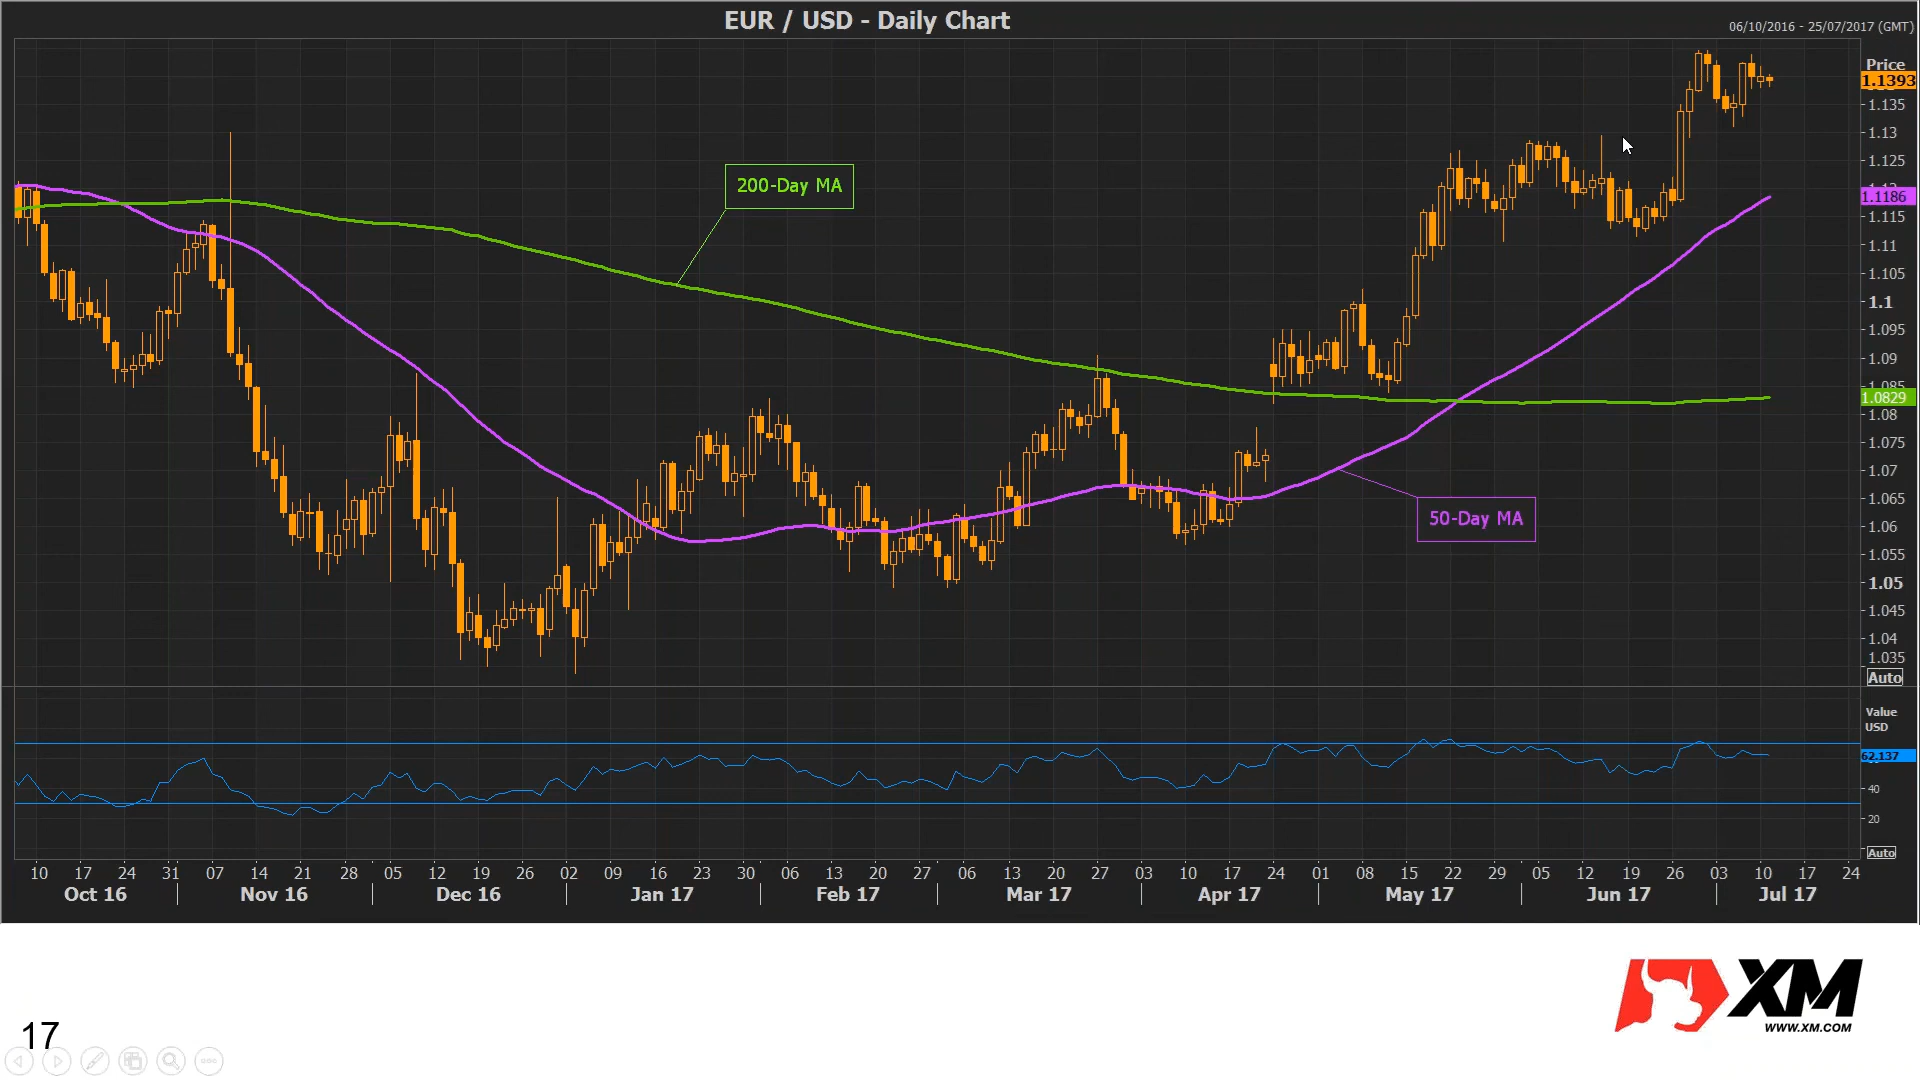 EUR / USD - Daily Chart
06/10/2016 - 25/07/2017 (GMT)
Price
1.1393
1.135
1.13
1.125
1.1186
1.115
1.11
1.105
1.1
1.095
1.09
1.085
1.0829
1.08
1.075
1.07
1.065
1.06
1.055
1.05
1.045
1.04
1.035
Auto
200-Day MA
50-Day MA
Value
USD
62.137
40
20
Auto
10 17 24 31 07 14 21 28 05 12 19 26 02 09 16 23 30 06 13 20 27 06 13 20 27 03 10 17 24 01 08 15 22 29 05 12 19 26 03 10 17 24
Oct 16 Nov 16 Dec 16 Jan 17 Feb 17 Mar 17 Apr 17 May 17 Jun 17 Jul 17
XM
WWW.XM.COM
17